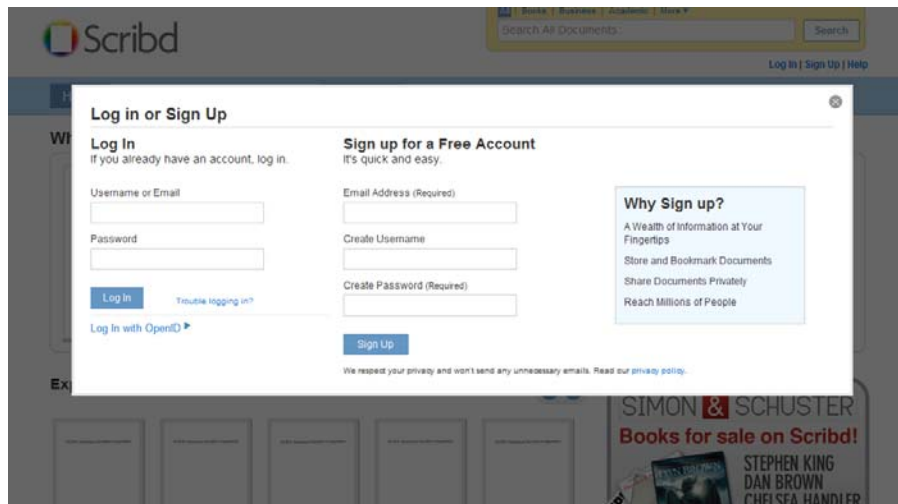 Scribd
All | Books | Business | Academic | More ▼
Search All Documents
Search
Log In | Sign Up | Help
H
Log in or Sign Up
Log In
If you already have an account, log in.
Username or Email
Password
Log In
Trouble logging in?
Log In with OpenID
Sign up for a Free Account
It's quick and easy.
Email Address (Required)
Create Username
Create Password (Required)
Sign Up
We respect your privacy and won't send any unnecessary emails. Read our privacy policy.
Why Sign up?
A Wealth of Information at Your
Fingertips
Store and Bookmark Documents
Share Documents Privately
Reach Millions of People
Wh
Ex
SIMON & SCHUSTER
Books for sale on Scribd!
STEPHEN KING
DAN BROWN
CHELSEA HANDLER